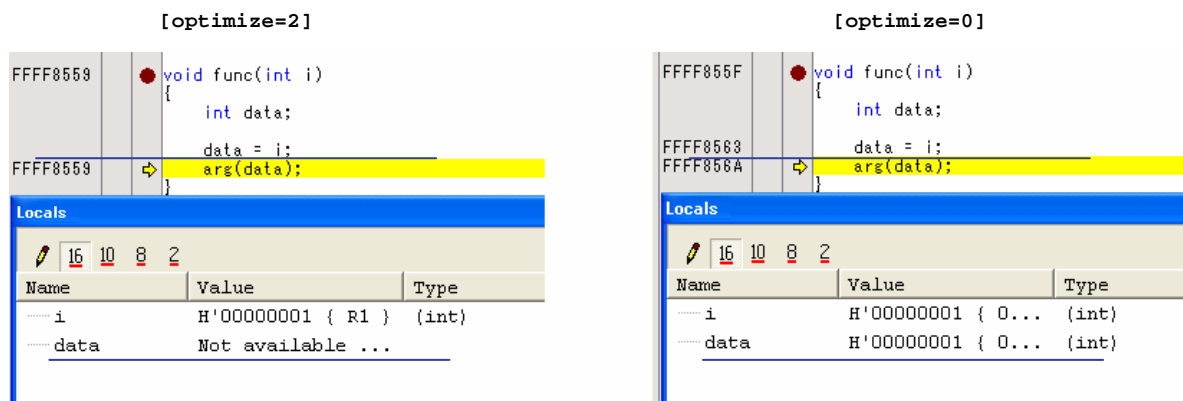 [optimize=2]
FFFF8559 void func(int i)
{
int data;
data = i;
FFFF8559 arg(data);
}
Locals
16 10 8 2
Name Value Type
i H'00000001 { R1 } (int)
data Not available ...
[optimize=0]
FFFF855F void func(int i)
{
int data;
FFFF8563 data = i;
FFFF856A arg(data);
}
Locals
16 10 8 2
Name Value Type
i H'00000001 { 0... (int)
data H'00000001 { 0... (int)